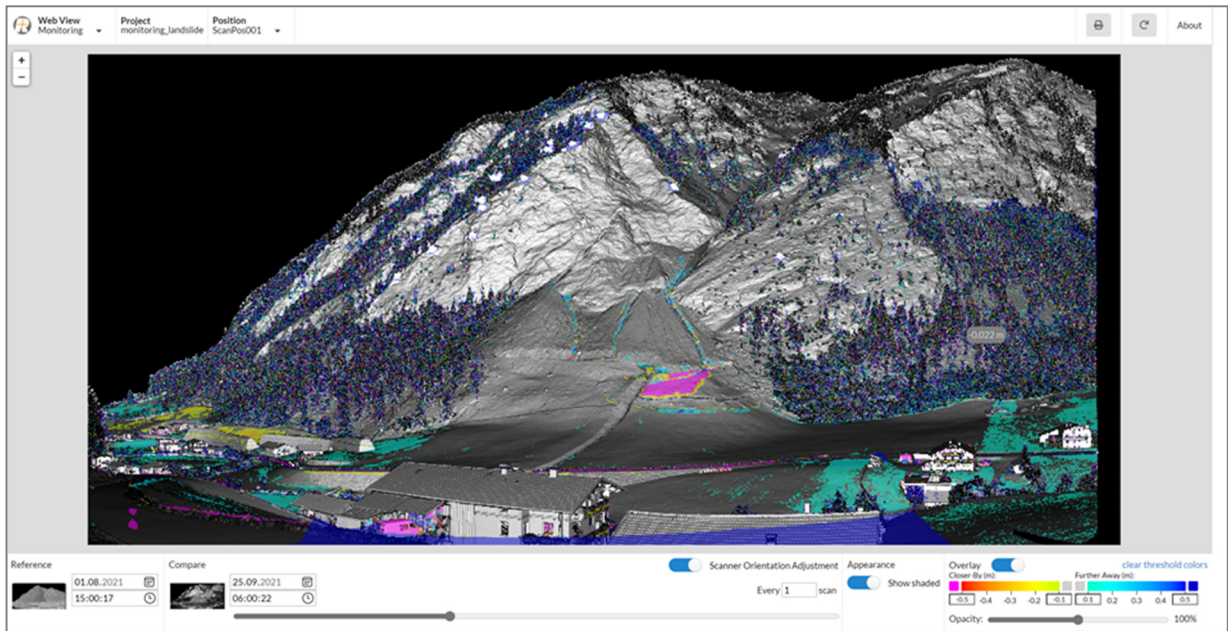 Web View
Monitoring
Project
monitoring_landslide
Position
ScanPos001
About
+
−
-0.022 m
Reference
01.08.2021
15:00:17
Compare
25.09.2021
06:00:22
Scanner Orientation Adjustment
Every 1 scan
Appearance
Show shaded
Overlay
clear threshold colors
Closer-By (m):
Further Away (m):
-0.5 -0.4 -0.3 -0.2 -0.1 0.1 0.2 0.3 0.4 0.5
Opacity:
100%